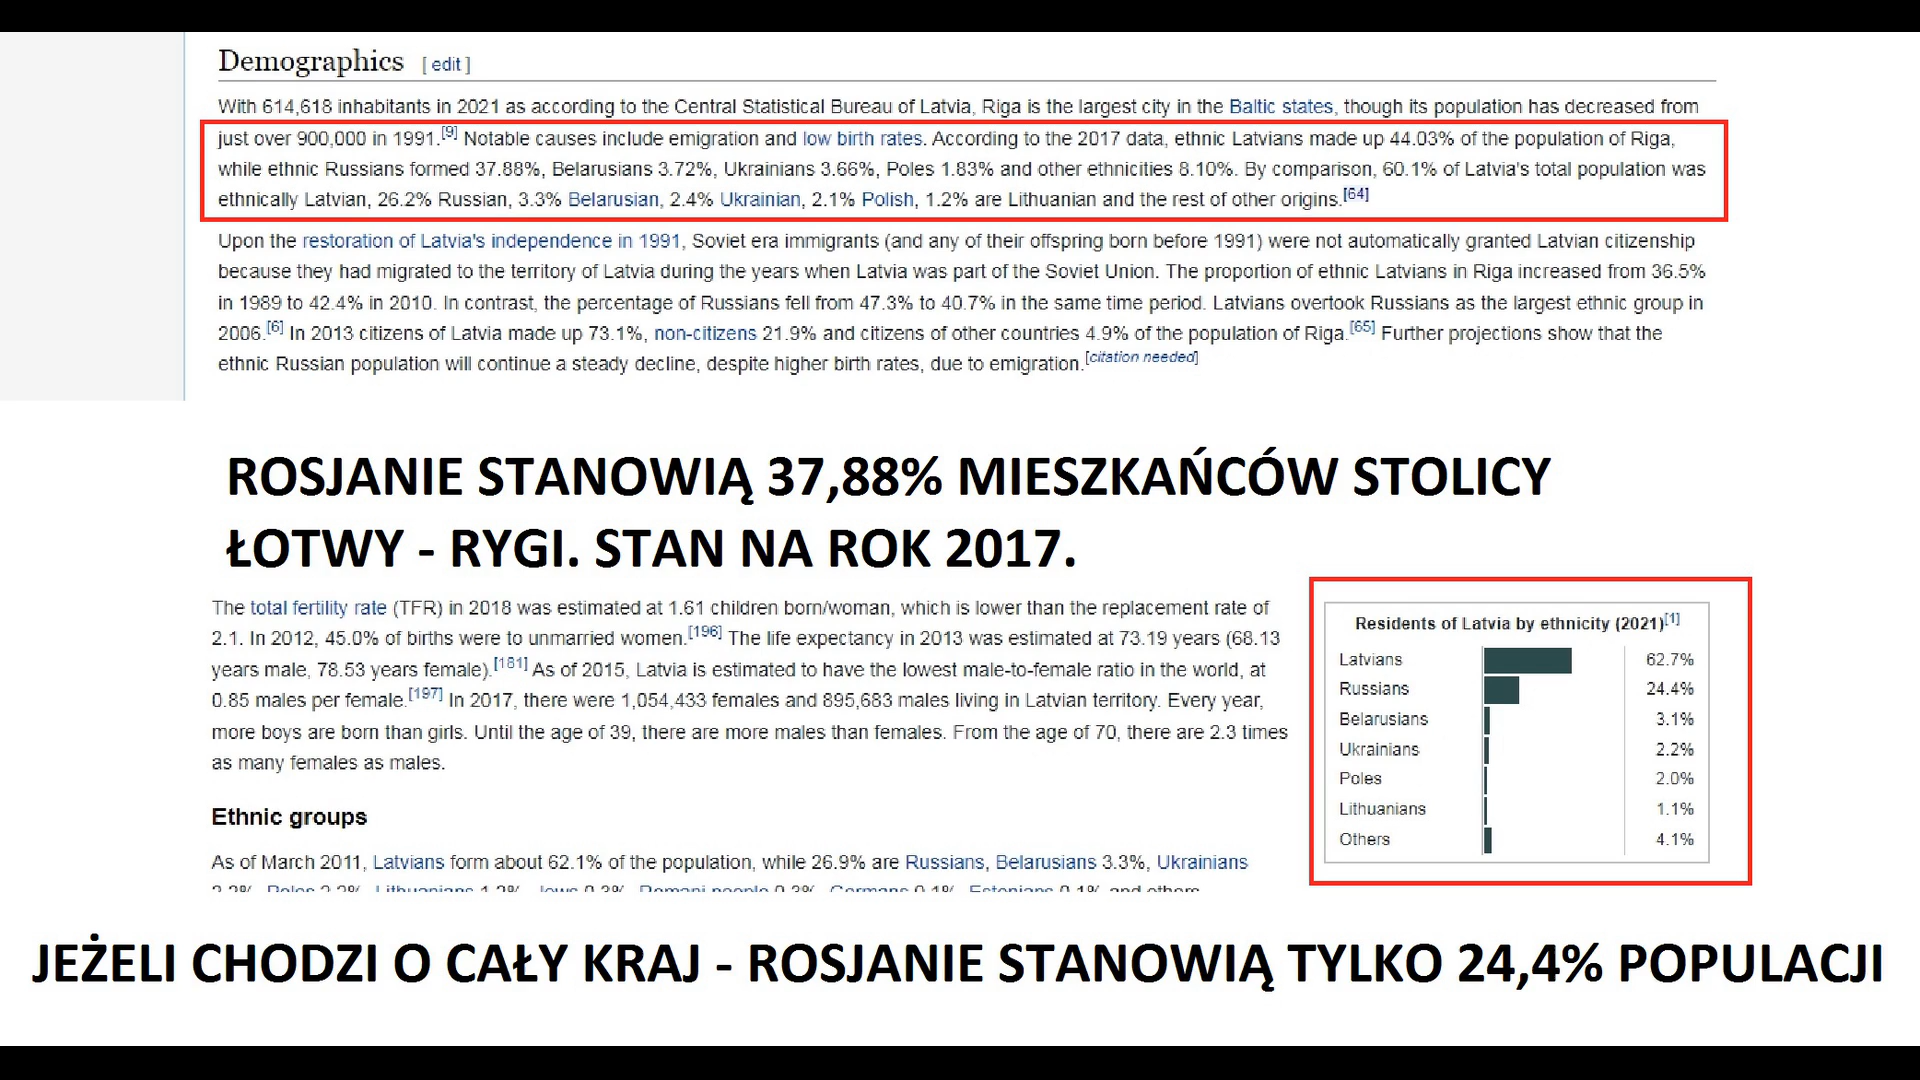 Demographics [ edit ]
With 614,618 inhabitants in 2021 as according to the Central Statistical Bureau of Latvia, Riga is the largest city in the Baltic states, though its population has decreased from
just over 900,000 in 1991.[9] Notable causes include emigration and low birth rates. According to the 2017 data, ethnic Latvians made up 44.03% of the population of Riga,
while ethnic Russians formed 37.88%, Belarusians 3.72%, Ukrainians 3.66%, Poles 1.83% and other ethnicities 8.10%. By comparison, 60.1% of Latvia's total population was
ethnically Latvian, 26.2% Russian, 3.3% Belarusian, 2.4% Ukrainian, 2.1% Polish, 1.2% are Lithuanian and the rest of other origins.[64]
Upon the restoration of Latvia's independence in 1991, Soviet era immigrants (and any of their offspring born before 1991) were not automatically granted Latvian citizenship
because they had migrated to the territory of Latvia during the years when Latvia was part of the Soviet Union. The proportion of ethnic Latvians in Riga increased from 36.5%
in 1989 to 42.4% in 2010. In contrast, the percentage of Russians fell from 47.3% to 40.7% in the same time period. Latvians overtook Russians as the largest ethnic group in
2006.[6] In 2013 citizens of Latvia made up 73.1%, non-citizens 21.9% and citizens of other countries 4.9% of the population of Riga.[65] Further projections show that the
ethnic Russian population will continue a steady decline, despite higher birth rates, due to emigration.[citation needed]
ROSJANIE STANOWIĄ 37,88% MIESZKAŃCÓW STOLICY
ŁOTWY - RYGI. STAN NA ROK 2017.
The total fertility rate (TFR) in 2018 was estimated at 1.61 children born/woman, which is lower than the replacement rate of
2.1. In 2012, 45.0% of births were to unmarried women.[196] The life expectancy in 2013 was estimated at 73.19 years (68.13
years male, 78.53 years female).[181] As of 2015, Latvia is estimated to have the lowest male-to-female ratio in the world, at
0.85 males per female.[197] In 2017, there were 1,054,433 females and 895,683 males living in Latvian territory. Every year,
more boys are born than girls. Until the age of 39, there are more males than females. From the age of 70, there are 2.3 times
as many females as males.
Ethnic groups
As of March 2011, Latvians form about 62.1% of the population, while 26.9% are Russians, Belarusians 3.3%, Ukrainians
2.2%, Poles 2.2%, Lithuanians 1.2%, Jews 0.3%, Romani people 0.3%, Germans 0.1%, Estonians 0.1% and others
Residents of Latvia by ethnicity (2021)[1]
Latvians 62.7%
Russians 24.4%
Belarusians 3.1%
Ukrainians 2.2%
Poles 2.0%
Lithuanians 1.1%
Others 4.1%
JEŻELI CHODZI O CAŁY KRAJ - ROSJANIE STANOWIĄ TYLKO 24,4% POPULACJI